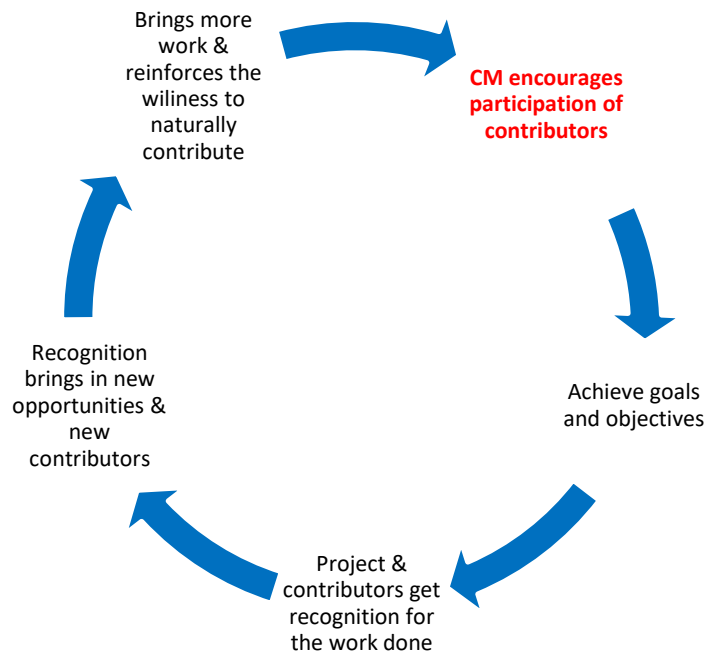 Brings more
work &
reinforces the
wiliness to
naturally
contribute
CM encourages
participation of
contributors
Achieve goals
and objectives
Project &
contributors get
recognition for
the work done
Recognition
brings in new
opportunities &
new
contributors